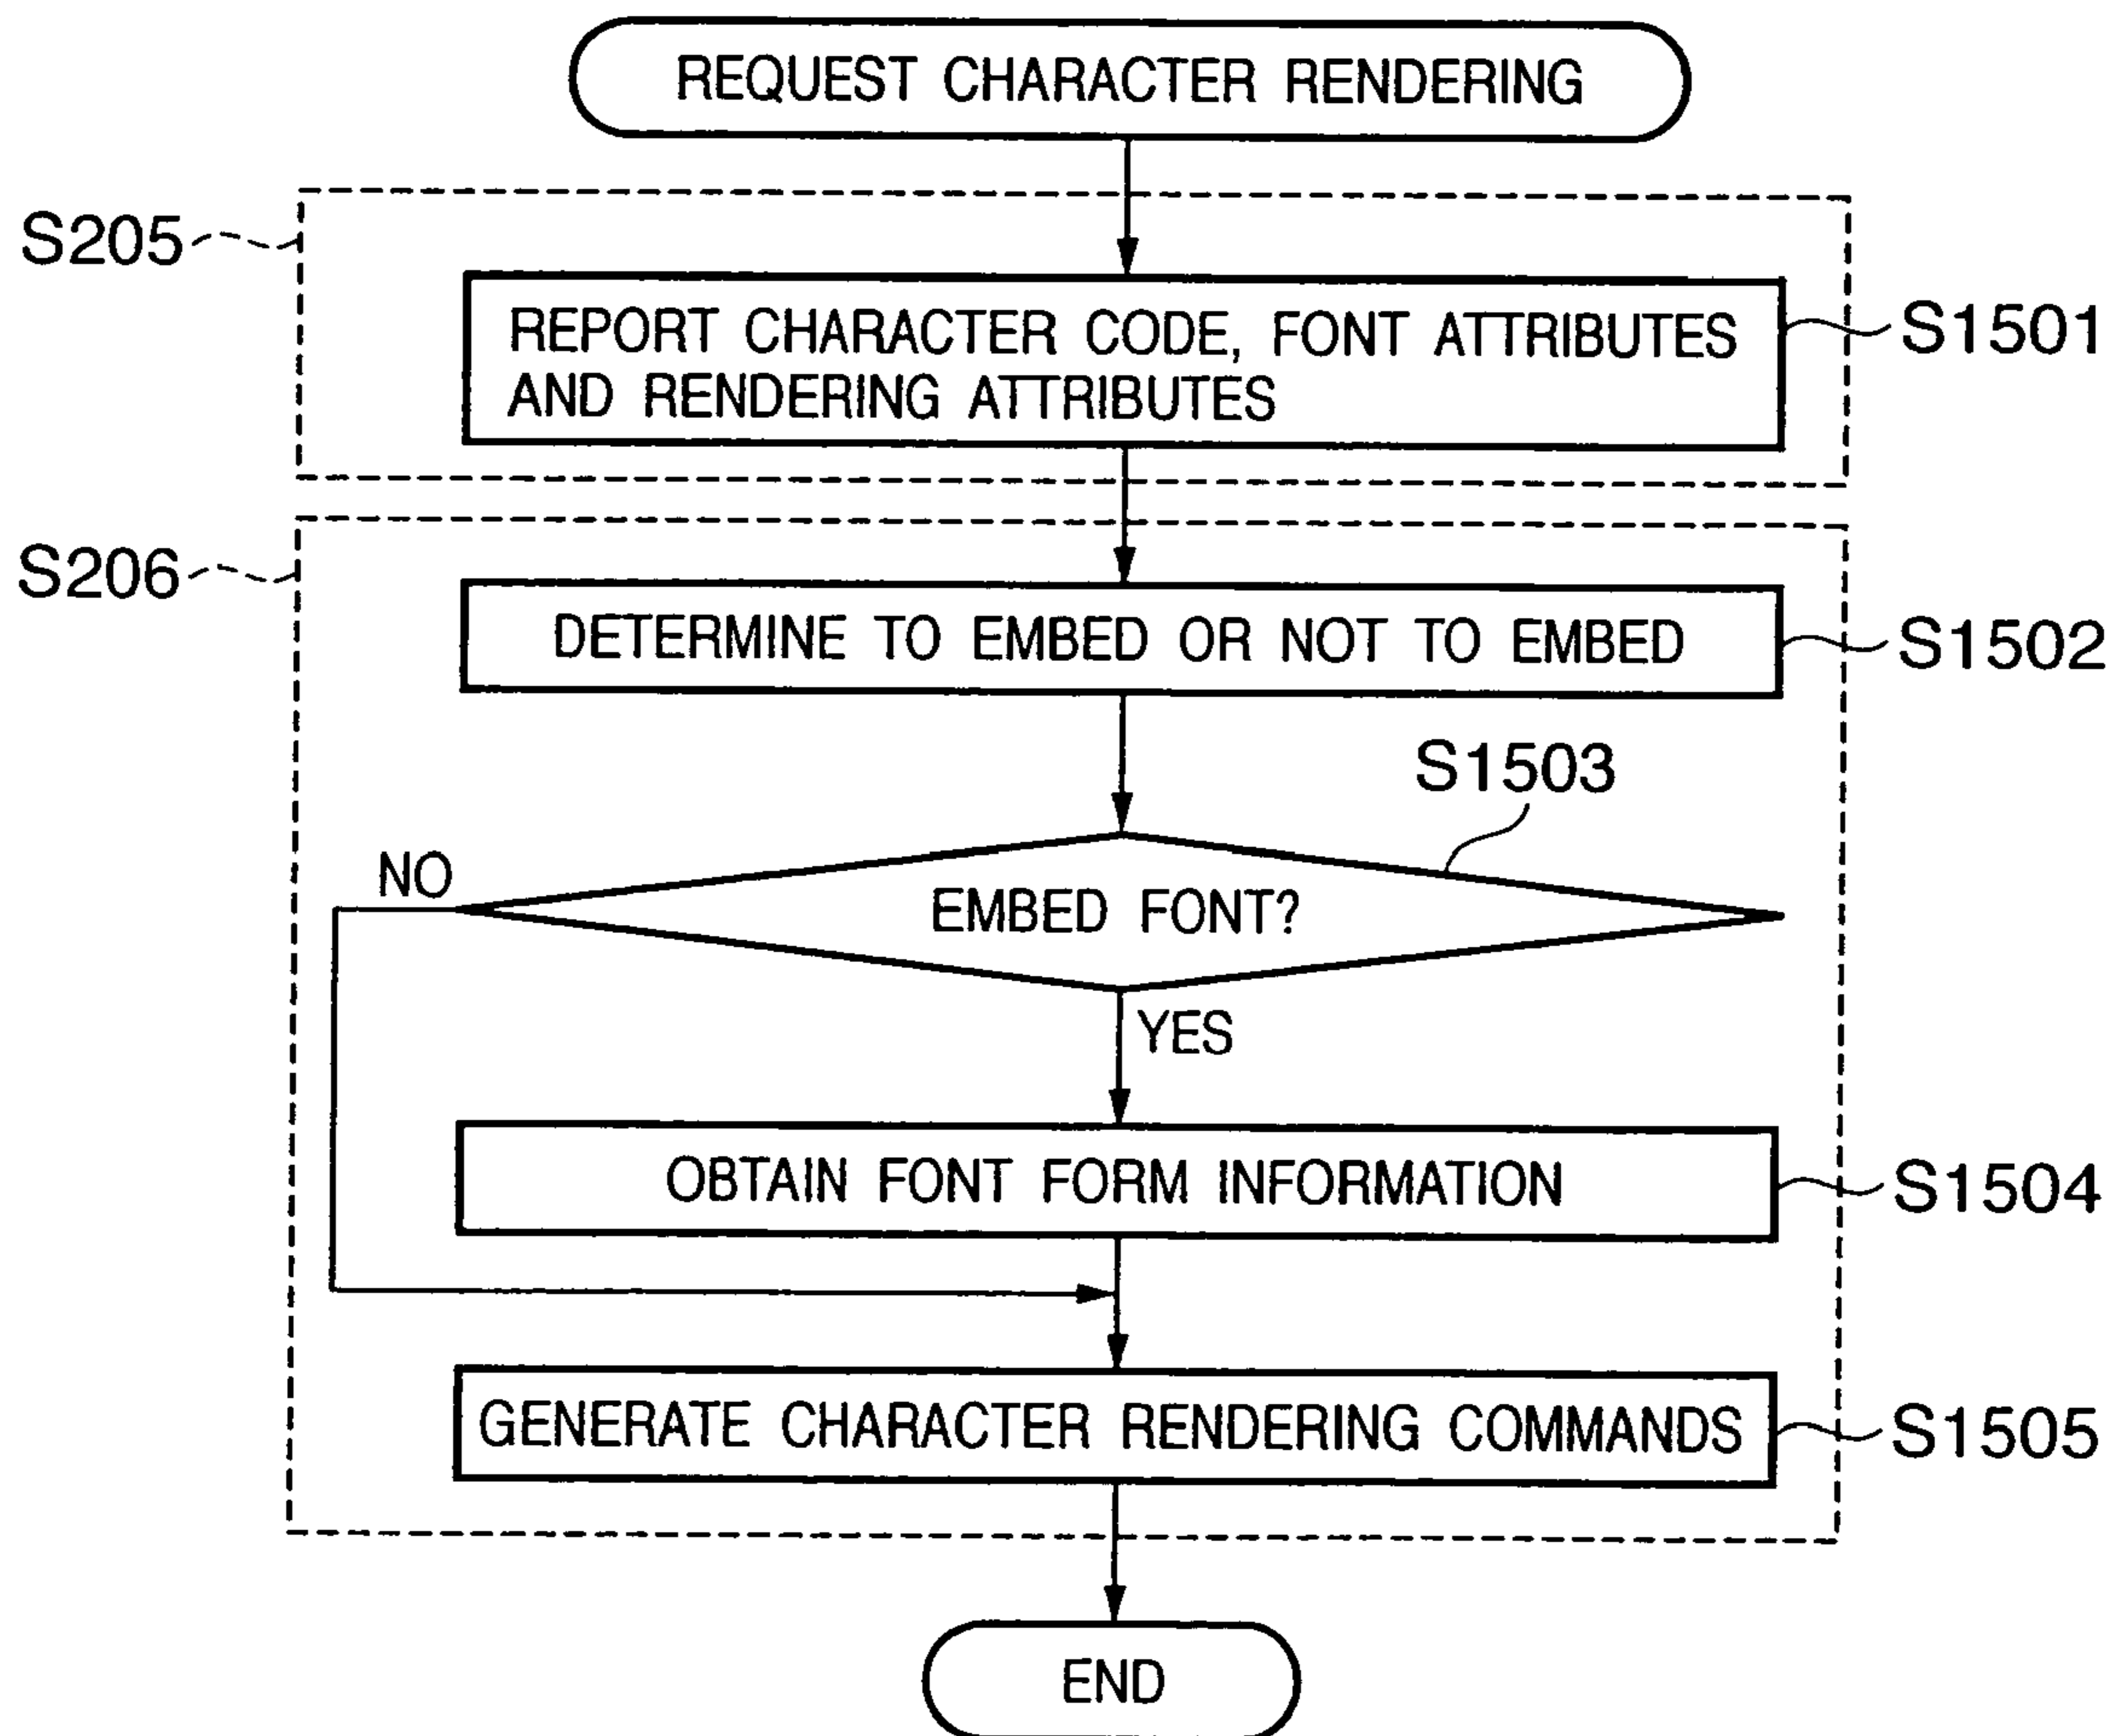 REQUEST CHARACTER RENDERING
S205
REPORT CHARACTER CODE, FONT ATTRIBUTES
AND RENDERING ATTRIBUTES
S1501
S206
DETERMINE TO EMBED OR NOT TO EMBED
S1502
S1503
NO
EMBED FONT?
YES
OBTAIN FONT FORM INFORMATION
S1504
GENERATE CHARACTER RENDERING COMMANDS
S1505
END